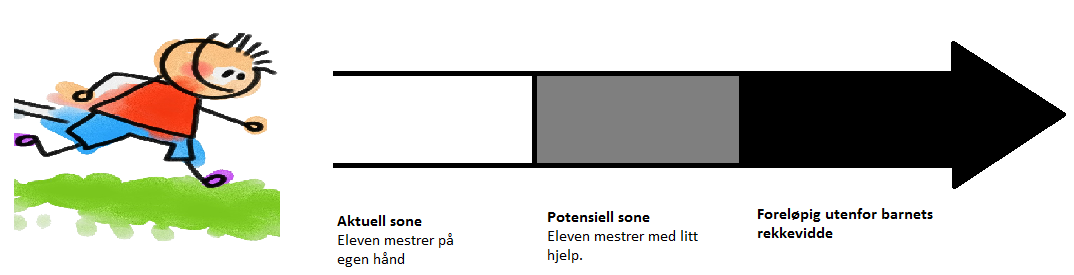 Aktuell sone
Eleven mestrer på
egen hånd
Potensiell sone
Eleven mestrer med litt
hjelp.
Foreløpig utenfor barnets
rekkevidde